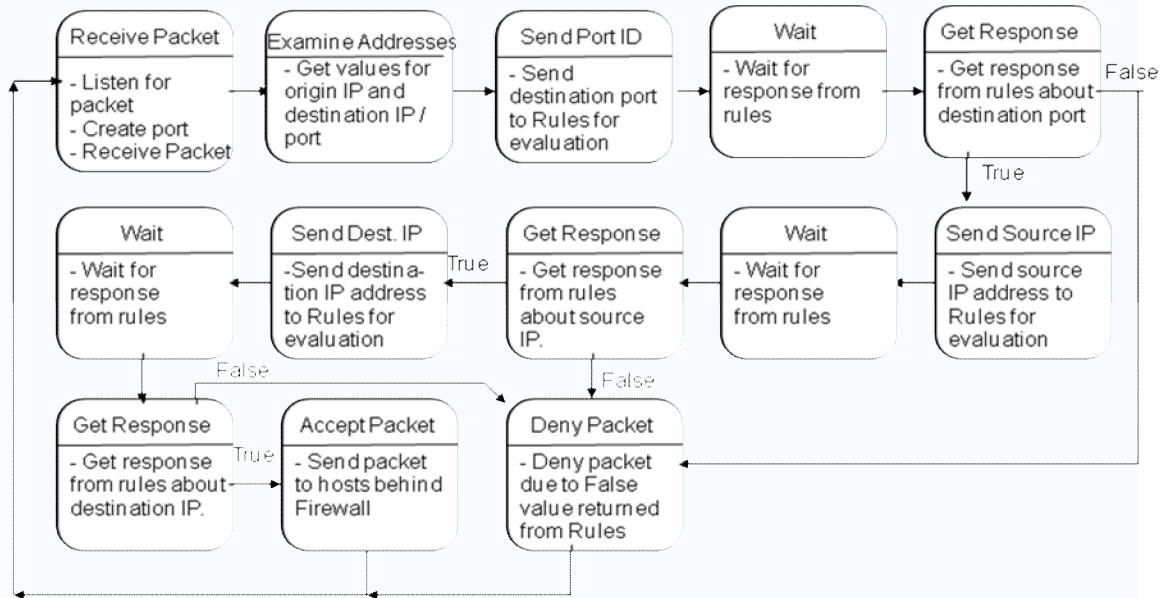 Receive Packet
- Listen for
packet
- Create port
- Receive Packet
Examine Addresses
- Get values for
origin IP and
destination IP /
port
Send Port ID
- Send
destination port
to Rules for
evaluation
Wait
- Wait for
response from
rules
Get Response
- Get response
from rules about
destination port
False
True
Send Source IP
- Send source
IP address to
Rules for
evaluation
Wait
- Wait for
response
from rules
Get Response
- Get response
from rules
about source
IP.
True
False
Send Dest. IP
-Send destina-
tion IP address
to Rules for
evaluation
Wait
- Wait for
response
from rules
Get Response
- Get response
from rules about
destination IP.
False
True
Accept Packet
- Send packet
to hosts behind
Firewall
Deny Packet
- Deny packet
due to False
value returned
from Rules